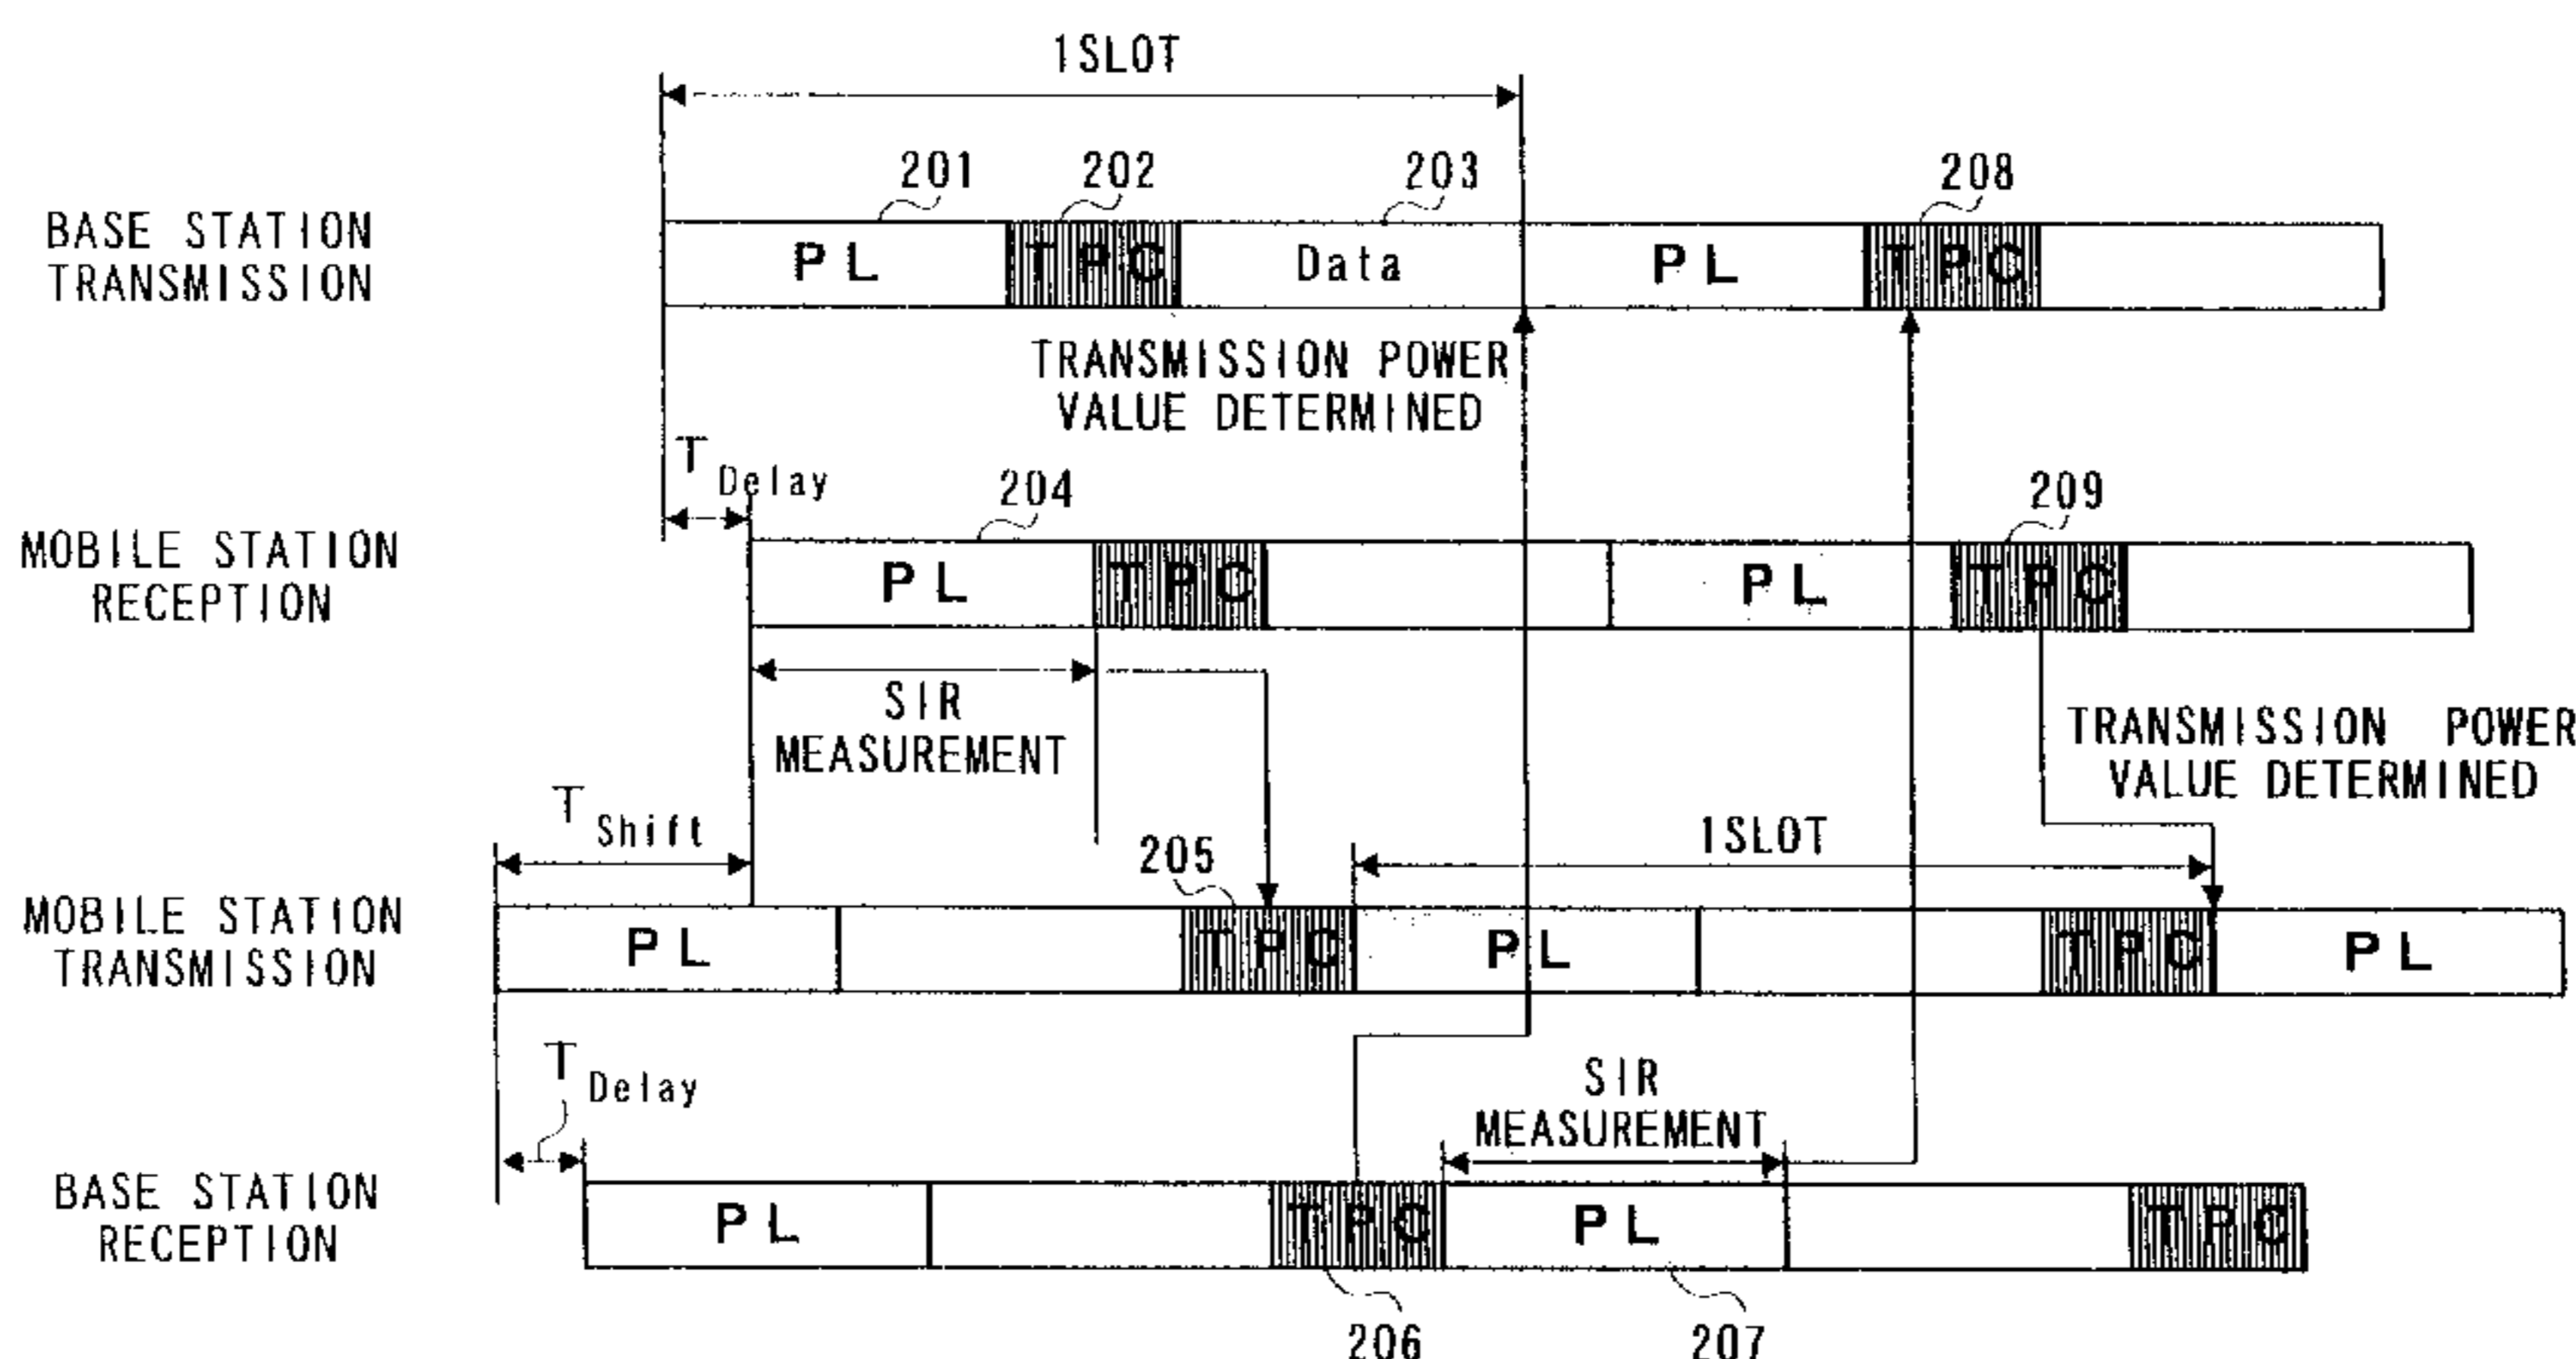 1SLOT
201 202 203 208
BASE STATION
TRANSMISSION
PL TPC Data PL TPC
TRANSMISSION POWER
VALUE DETERMINED
T Delay
204 209
MOBILE STATION
RECEPTION
PL TPC PL TPC
SIR
MEASUREMENT
TRANSMISSION POWER
VALUE DETERMINED
T Shift
205
1SLOT
MOBILE STATION
TRANSMISSION
PL TPC PL TPC PL
T Delay
SIR
MEASUREMENT
BASE STATION
RECEPTION
PL TPC PL TPC
206 207